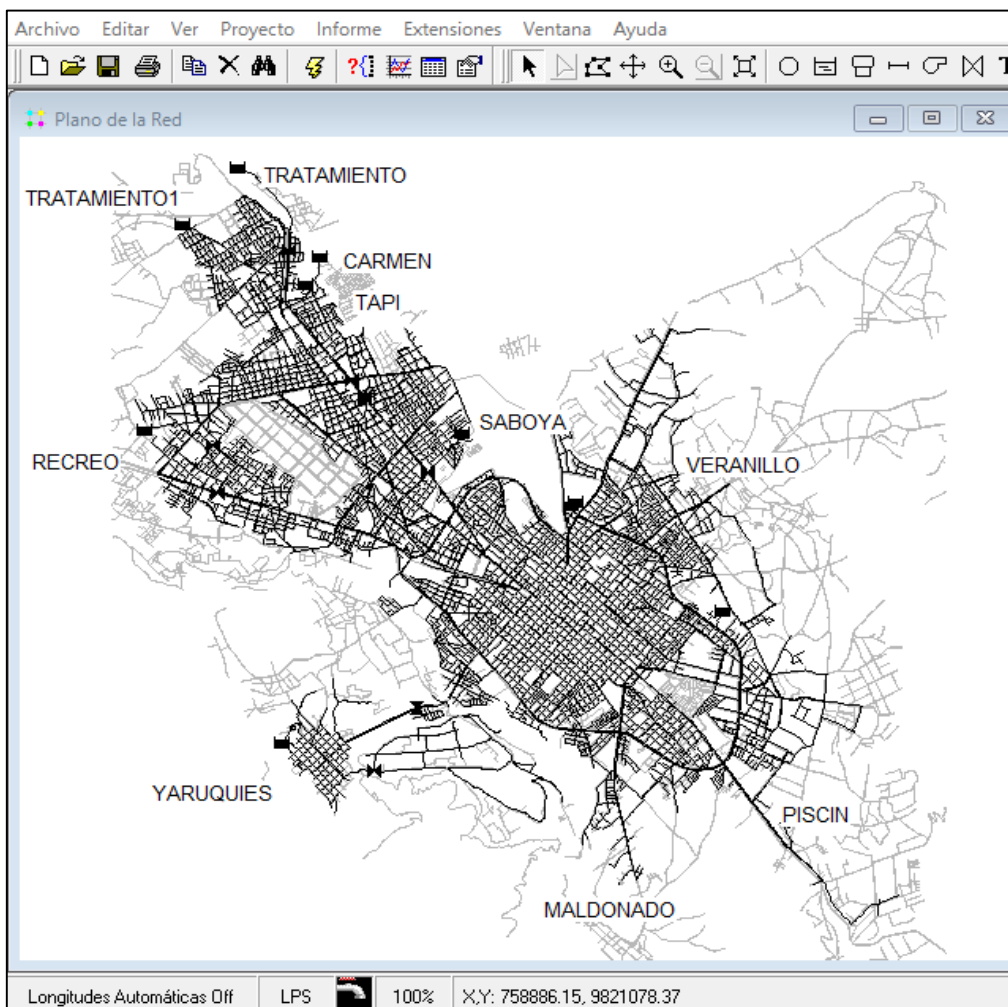 Archivo Editar Ver Proyecto Informe Extensiones Ventana Ayuda
T
Plano de la Red
TRATAMIENTO
TRATAMIENTO1
CARMEN
TAPI
SABOYA
RECREO
VERANILLO
YARUQUIES
PISCIN
MALDONADO
Longitudes Automáticas Off LPS 100% X,Y: 758886.15, 9821078.37